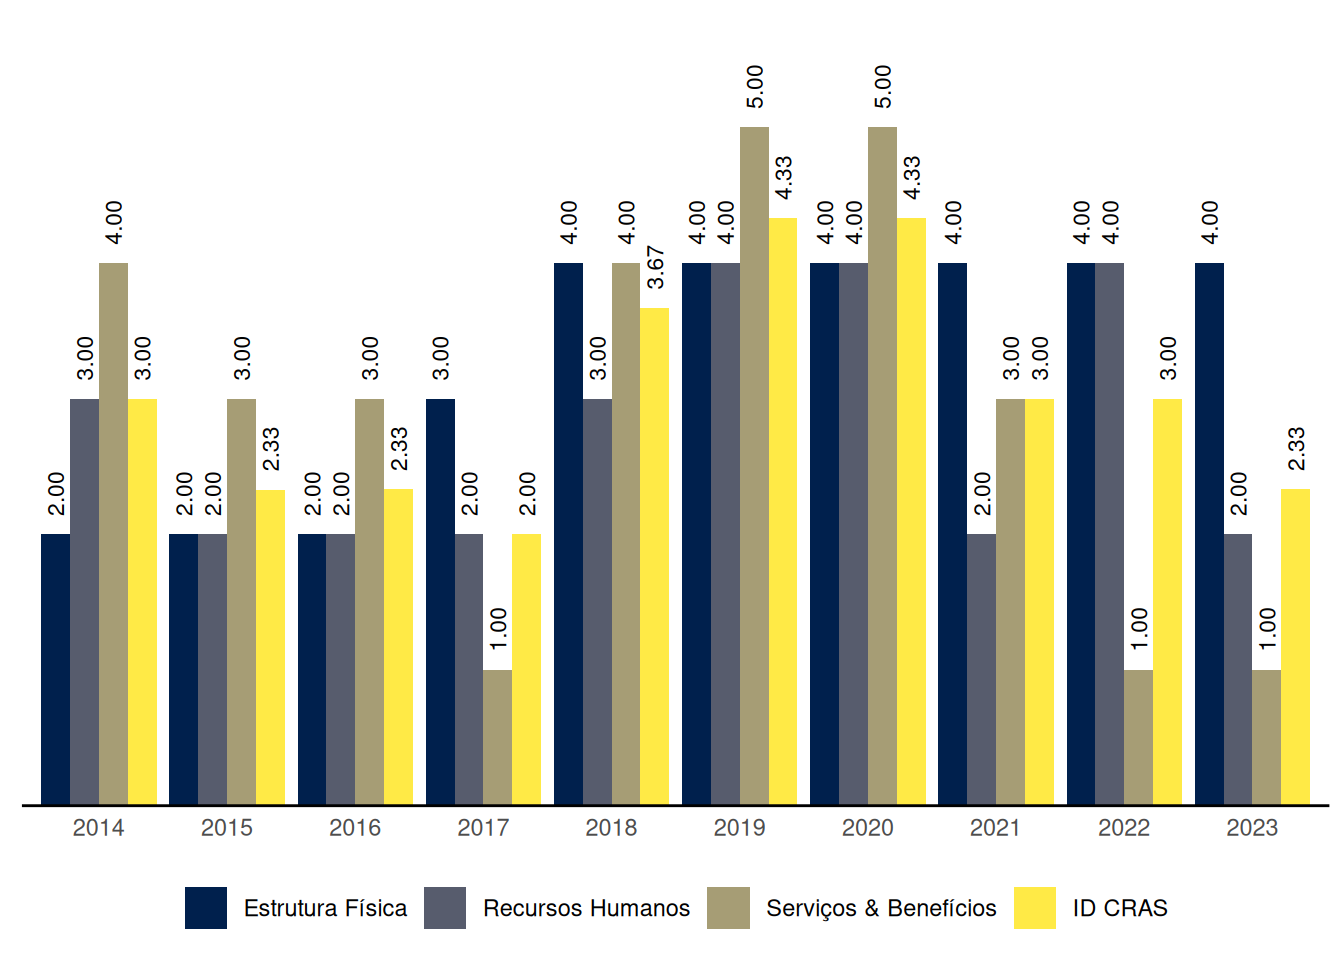 2.00 3.00 4.00 3.00
2.00 2.00 3.00 2.33
2.00 2.00 3.00 2.33
3.00 2.00 1.00 2.00
4.00 3.00 4.00 3.67
4.00 4.00 5.00 4.33
4.00 4.00 5.00 4.33
4.00 2.00 3.00 3.00
4.00 4.00 1.00 3.00
4.00 2.00 1.00 2.33
2014 2015 2016 2017 2018 2019 2020 2021 2022 2023
Estrutura Física Recursos Humanos Serviços & Benefícios ID CRAS